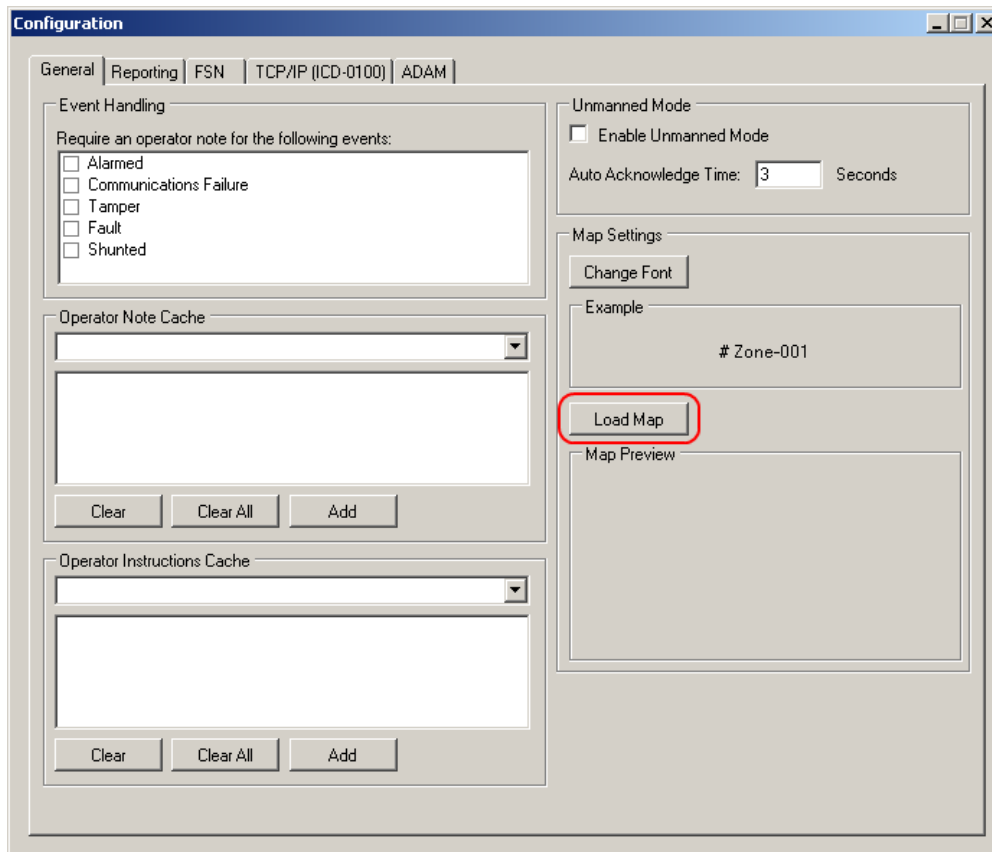 Configuration
General Reporting FSN TCP/IP (ICD-0100) ADAM
Event Handling
Require an operator note for the following events:
Alarmed
Communications Failure
Tamper
Fault
Shunted
Operator Note Cache
Clear Clear All Add
Operator Instructions Cache
Clear Clear All Add
Unmanned Mode
Enable Unmanned Mode
Auto Acknowledge Time: 3 Seconds
Map Settings
Change Font
Example
# Zone-001
Load Map
Map Preview